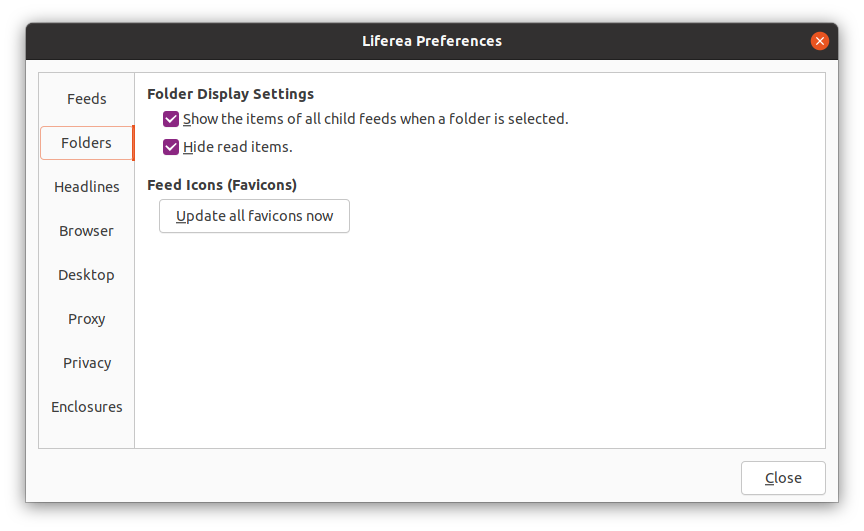 Liferea Preferences
Feeds
Folders
Headlines
Browser
Desktop
Proxy
Privacy
Enclosures
Folder Display Settings
Show the items of all child feeds when a folder is selected.
Hide read items.
Feed Icons (Favicons)
Update all favicons now
Close